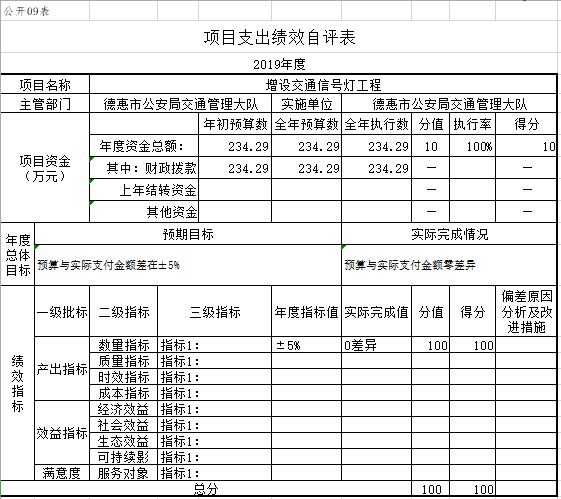 公开09表
项目支出绩效自评表
2019年度
项目名称 增设交通信号灯工程
主管部门 德惠市公安局交通管理大队 实施单位 德惠市公安局交通管理大队
项目资金（万元） 年初预算数 全年预算数 全年执行数 分值 执行率 得分
年度资金总额： 234.29 234.29 234.29 10 100% 10
其中：财政拨款 234.29 234.29 234.29 — —
上年结转资金 — —
其他资金 — —
年度总体目标 预期目标 实际完成情况
预算与实际支付金额差在±5% 预算与实际支付金额零差异
绩效指标 一级批标 二级指标 三级指标 年度指标值 实际完成值 分值 得分 偏差原因分析及改进措施
产出指标 数量指标 指标1： ±5% 0差异 100 100
质量指标 指标1：
时效指标 指标1：
成本指标 指标1：
效益指标 经济效益 指标1：
社会效益 指标1：
生态效益 指标1：
可持续影 指标1：
满意度 服务对象 指标1：
总分 100 100